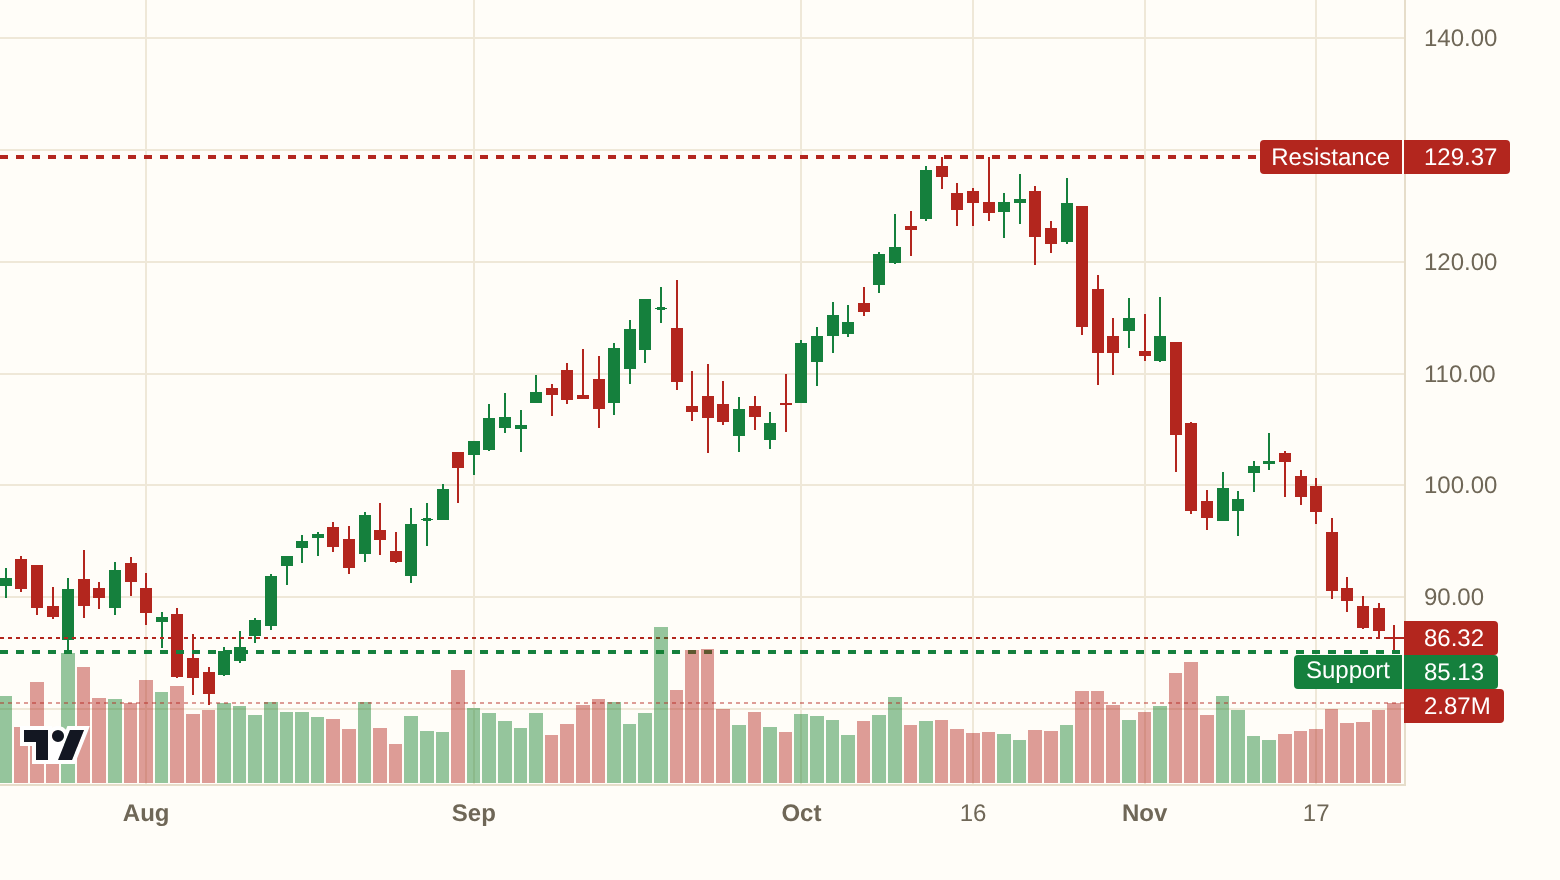 140.00
Resistance 129.37
120.00
110.00
100.00
90.00
86.32
Support 85.13
2.87M
Aug Sep Oct 16 Nov 17